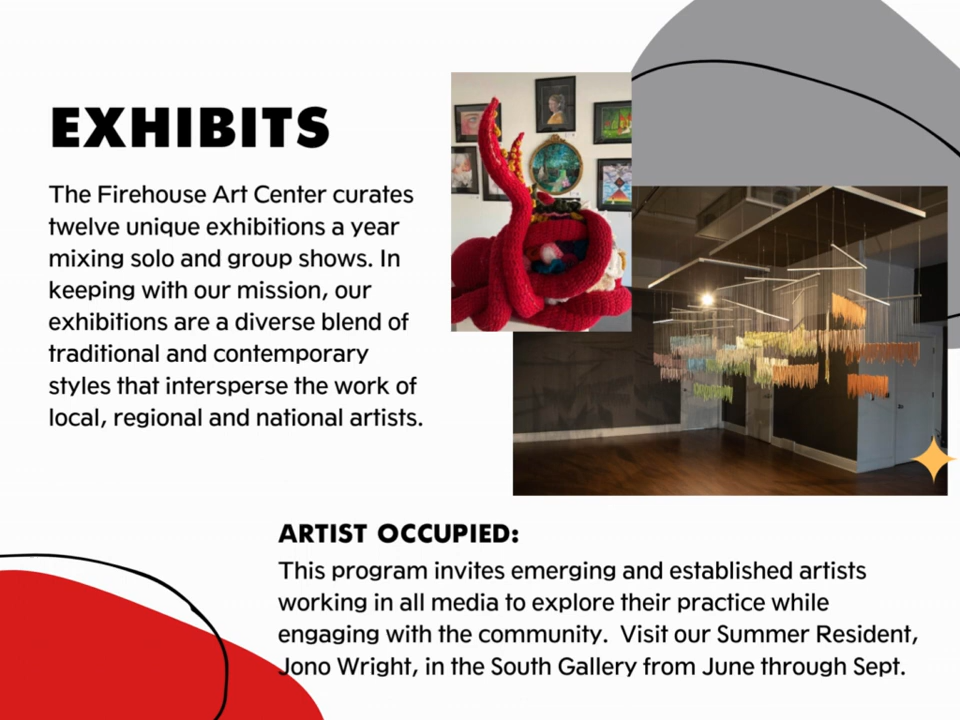 EXHIBITS
The Firehouse Art Center curates
twelve unique exhibitions a year
mixing solo and group shows. In
keeping with our mission, our
exhibitions are a diverse blend of
traditional and contemporary
styles that intersperse the work of
local, regional and national artists.
ARTIST OCCUPIED:
This program invites emerging and established artists
working in all media to explore their practice while
engaging with the community. Visit our Summer Resident,
Jono Wright, in the South Gallery from June through Sept.